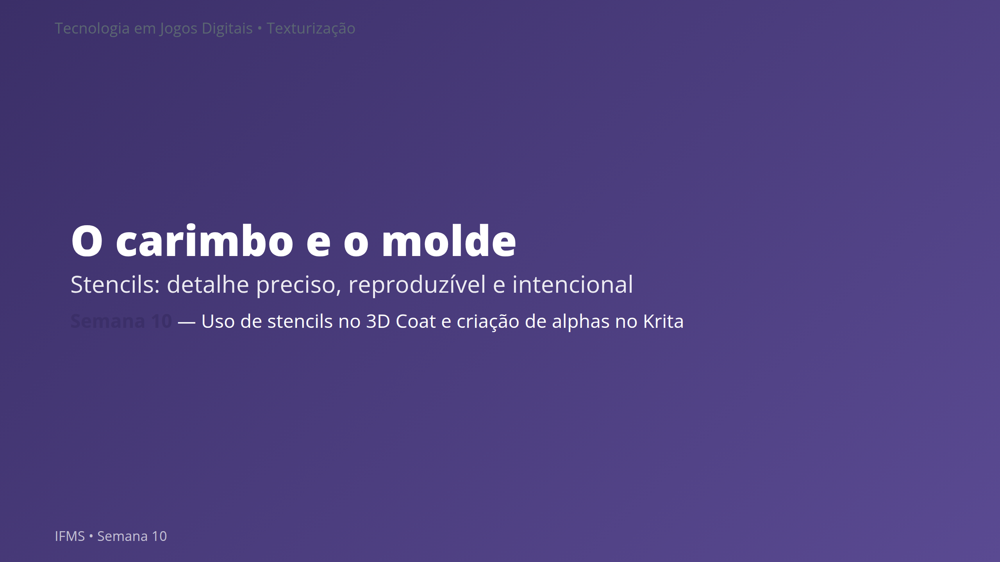 Tecnologia em Jogos Digitais • Texturização
O carimbo e o molde
Stencils: detalhe preciso, reproduzível e intencional
Semana 10 — Uso de stencils no 3D Coat e criação de alphas no Krita
IFMS • Semana 10